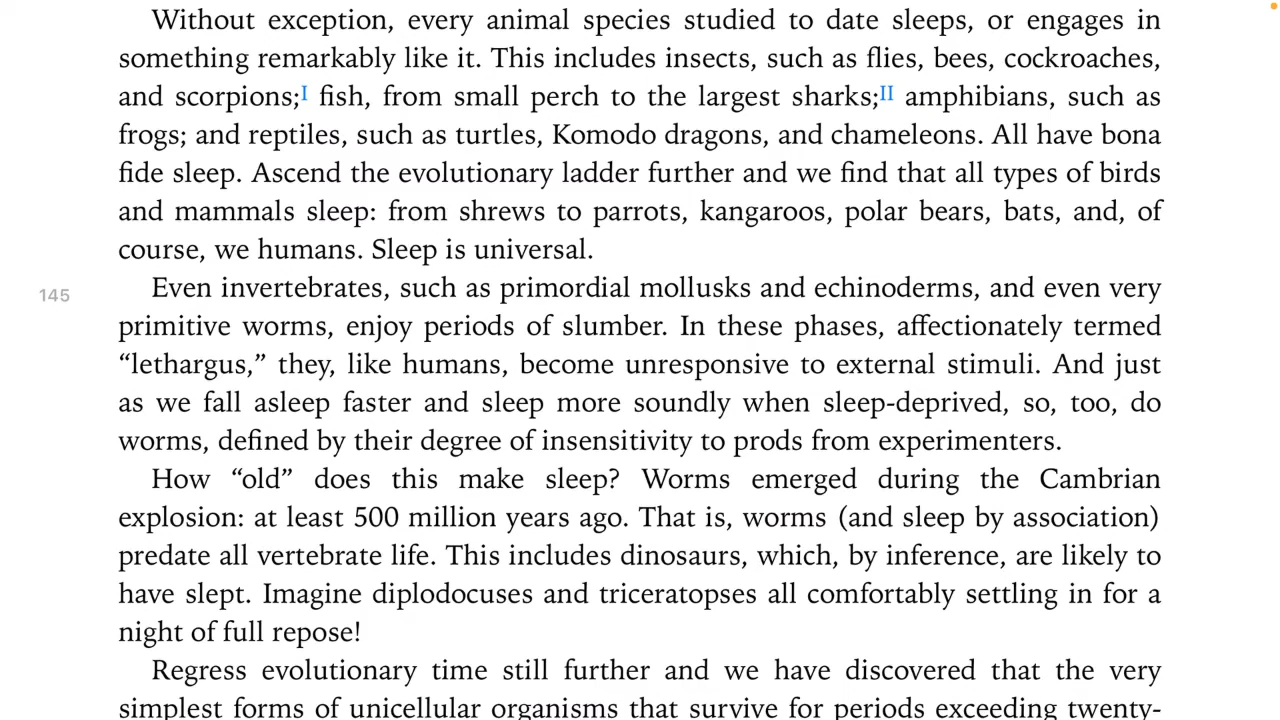 Without exception, every animal species studied to date sleeps, or engages in
something remarkably like it. This includes insects, such as flies, bees, cockroaches,
and scorpions;I fish, from small perch to the largest sharks;II amphibians, such as
frogs; and reptiles, such as turtles, Komodo dragons, and chameleons. All have bona
fide sleep. Ascend the evolutionary ladder further and we find that all types of birds
and mammals sleep: from shrews to parrots, kangaroos, polar bears, bats, and, of
course, we humans. Sleep is universal.
145
Even invertebrates, such as primordial mollusks and echinoderms, and even very
primitive worms, enjoy periods of slumber. In these phases, affectionately termed
“lethargus,” they, like humans, become unresponsive to external stimuli. And just
as we fall asleep faster and sleep more soundly when sleep-deprived, so, too, do
worms, defined by their degree of insensitivity to prods from experimenters.
How “old” does this make sleep? Worms emerged during the Cambrian
explosion: at least 500 million years ago. That is, worms (and sleep by association)
predate all vertebrate life. This includes dinosaurs, which, by inference, are likely to
have slept. Imagine diplodocuses and triceratopses all comfortably settling in for a
night of full repose!
Regress evolutionary time still further and we have discovered that the very
simplest forms of unicellular organisms that survive for periods exceeding twenty-